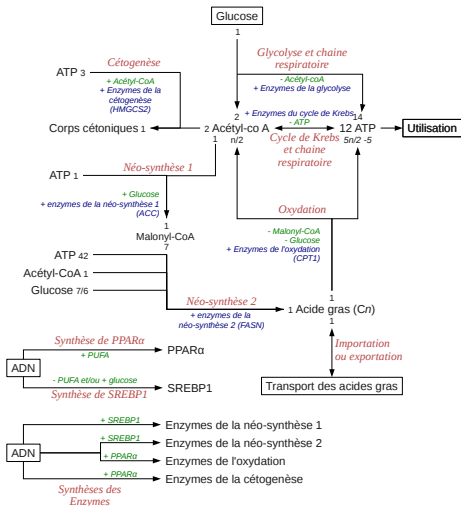 Glucose
1
Glycolyse et chaine
respiratoire
Cétogenèse
- Acétyl-coA
+ Enzymes de la glycolyse
ATP 3
+ Acétyl-CoA
+ Enzymes de la
cétogenèse
(HMGCS2)
2
14
+ Enzymes du cycle de Krebs
- ATP
Corps cétoniques 1
2 Acétyl-co A
12 ATP
Utilisation
1
n/2
5n/2 -5
Cycle de Krebs
et chaine
respiratoire
Néo-synthèse 1
ATP 1
+ Glucose
+ enzymes de la néo-synthèse 1
(ACC)
Oxydation
1
Malonyl-CoA
7
- Malonyl-CoA
- Glucose
+ Enzymes de l'oxydation
(CPT1)
ATP 42
Acétyl-CoA 1
Glucose 7/6
Néo-synthèse 2
+ enzymes de la
néo-synthèse 2 (FASN)
1
1 Acide gras (Cn)
1
Importation
ou exportation
Transport des acides gras
Synthèse de PPARα
+ PUFA
PPARα
ADN
- PUFA et/ou + glucose
SREBP1
Synthèse de SREBP1
+ SREBP1
Enzymes de la néo-synthèse 1
+ SREBP1
Enzymes de la néo-synthèse 2
ADN
+ PPARα
Enzymes de l'oxydation
+ PPARα
Enzymes de la cétogenèse
Synthèses des
Enzymes